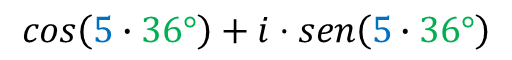 cos(5 · 36°) + i · sen(5 · 36°)